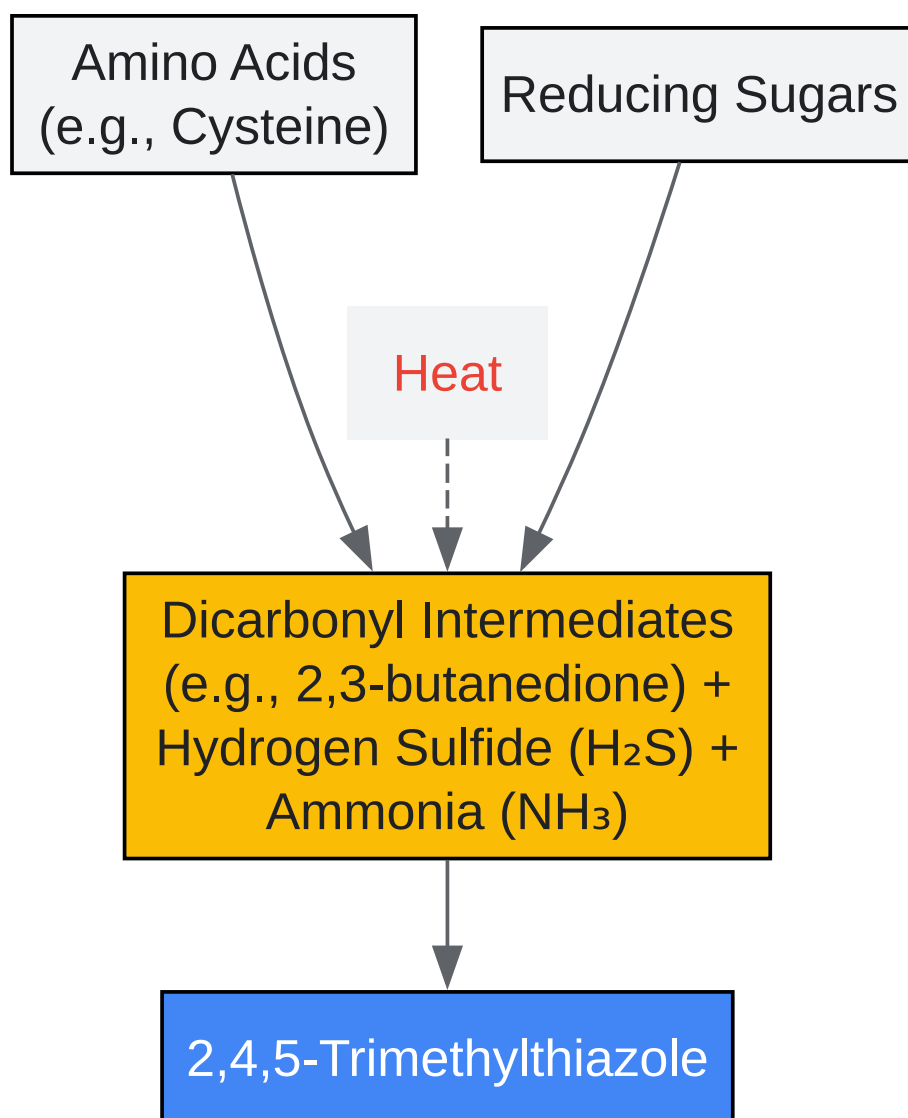 Amino Acids
(e.g., Cysteine)
Reducing Sugars
Heat
Dicarbonyl Intermediates
(e.g., 2,3-butanedione) +
Hydrogen Sulfide (H₂S) +
Ammonia (NH₃)
2,4,5-Trimethylthiazole